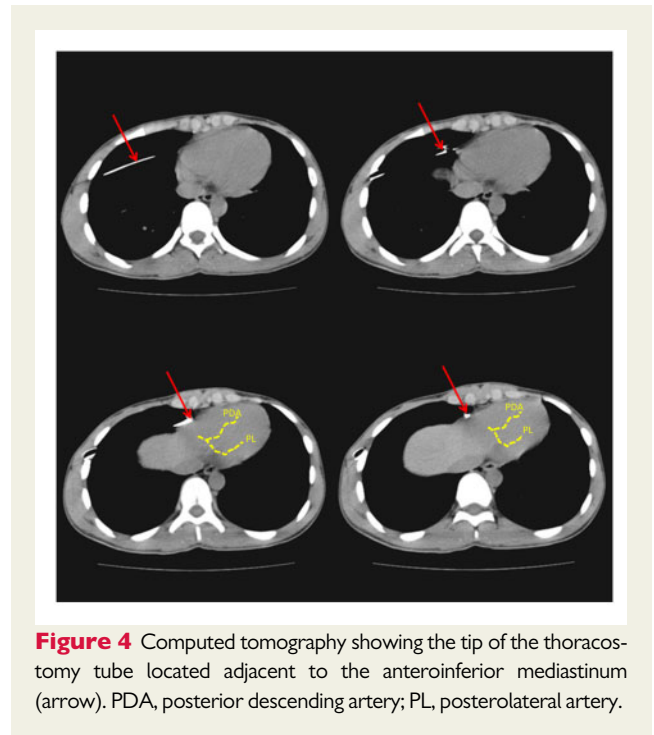 PDA
PL
PDA
PL
Figure 4 Computed tomography showing the tip of the thoracos-
tomy tube located adjacent to the anteroinferior mediastinum
(arrow). PDA, posterior descending artery; PL, posterolateral artery.